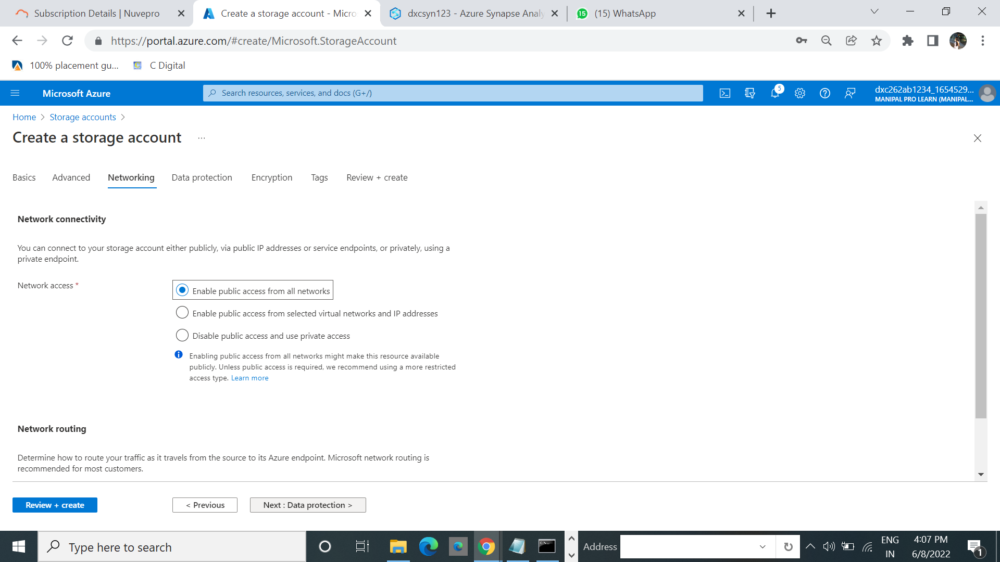 Subscription Details | Nuvepro
Create a storage account - Micro
dxcsyn123 - Azure Synapse Analy
15
(15) WhatsApp
https://portal.azure.com/#create/Microsoft.StorageAccount
100% placement gu...
C Digital
Microsoft Azure
Search resources, services, and docs (G+/)
5
dxc262ab1234_1654529...
MANIPAL PRO LEARN (MANIPAL...
Home > Storage accounts >
Create a storage account ...
Basics Advanced Networking Data protection Encryption Tags Review + create
Network connectivity
You can connect to your storage account either publicly, via public IP addresses or service endpoints, or privately, using a
private endpoint.
Network access *
Enable public access from all networks
Enable public access from selected virtual networks and IP addresses
Disable public access and use private access
Enabling public access from all networks might make this resource available
publicly. Unless public access is required, we recommend using a more restricted
access type. Learn more
Network routing
Determine how to route your traffic as it travels from the source to its Azure endpoint. Microsoft network routing is
recommended for most customers.
Review + create
< Previous
Next : Data protection >
Type here to search
Address
ENG
IN
4:07 PM
6/8/2022
1